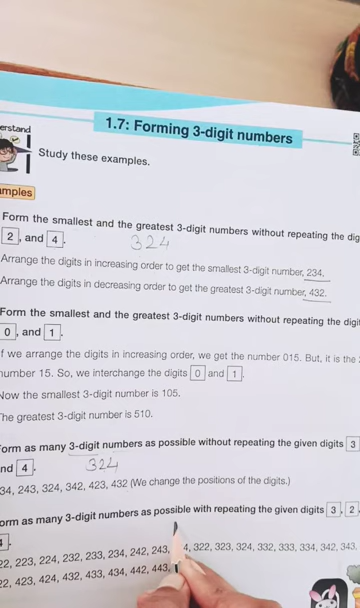 erstand
1.7: Forming 3-digit numbers
Study these examples.
amples
Form the smallest and the greatest 3-digit numbers without repeating the dig
2, and 4.
324
Arrange the digits in increasing order to get the smallest 3-digit number, 234.
Arrange the digits in decreasing order to get the greatest 3-digit number, 432.
Form the smallest and the greatest 3-digit numbers without repeating the digi
0, and 1.
f we arrange the digits in increasing order, we get the number 015. But, it is the
number 15. So, we interchange the digits 0 and 1.
Now the smallest 3-digit number is 105.
The greatest 3-digit number is 510.
Form as many 3-digit numbers as possible without repeating the given digits 3
nd 4.
324
34, 243, 324, 342, 423, 432 (We change the positions of the digits.)
orm as many 3-digit numbers as possible with repeating the given digits 3, 2
22, 223, 224, 232, 233, 234, 242, 243, 4, 322, 323, 324, 332, 333, 334, 342, 343,
22, 423, 424, 432, 433, 434, 442, 443,